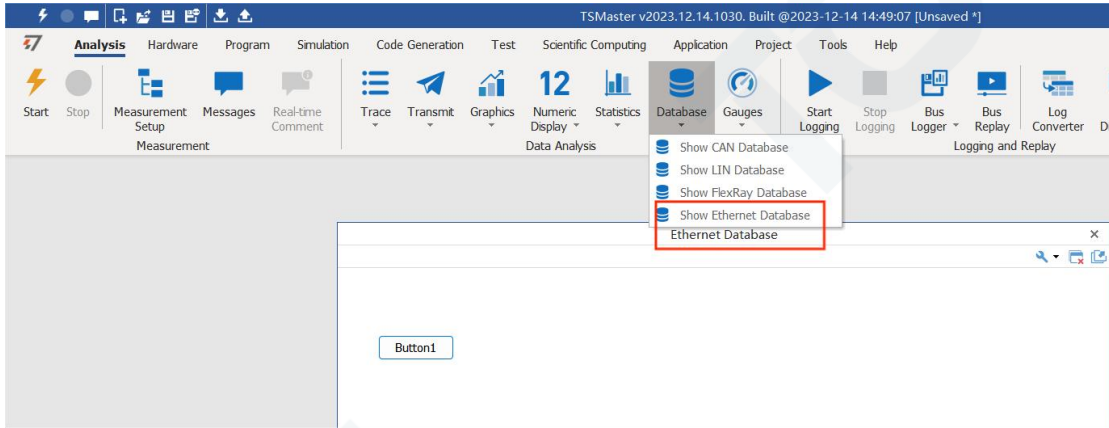 TSMaster v2023.12.14.1030. Built @2023-12-14 14:49:07 [Unsaved *]
Analysis Hardware Program Simulation Code Generation Test Scientific Computing Application Project Tools Help
12
Start Stop Measurement Messages Real-time Trace Transmit Graphics Numeric Statistics Database Gauges Start Stop Bus Bus Log
Setup Comment Display Logging Logging Logger Replay Converter D
Measurement Data Analysis Logging and Replay
Show CAN Database
Show LIN Database
Show FlexRay Database
Show Ethernet Database
Ethernet Database
Button1